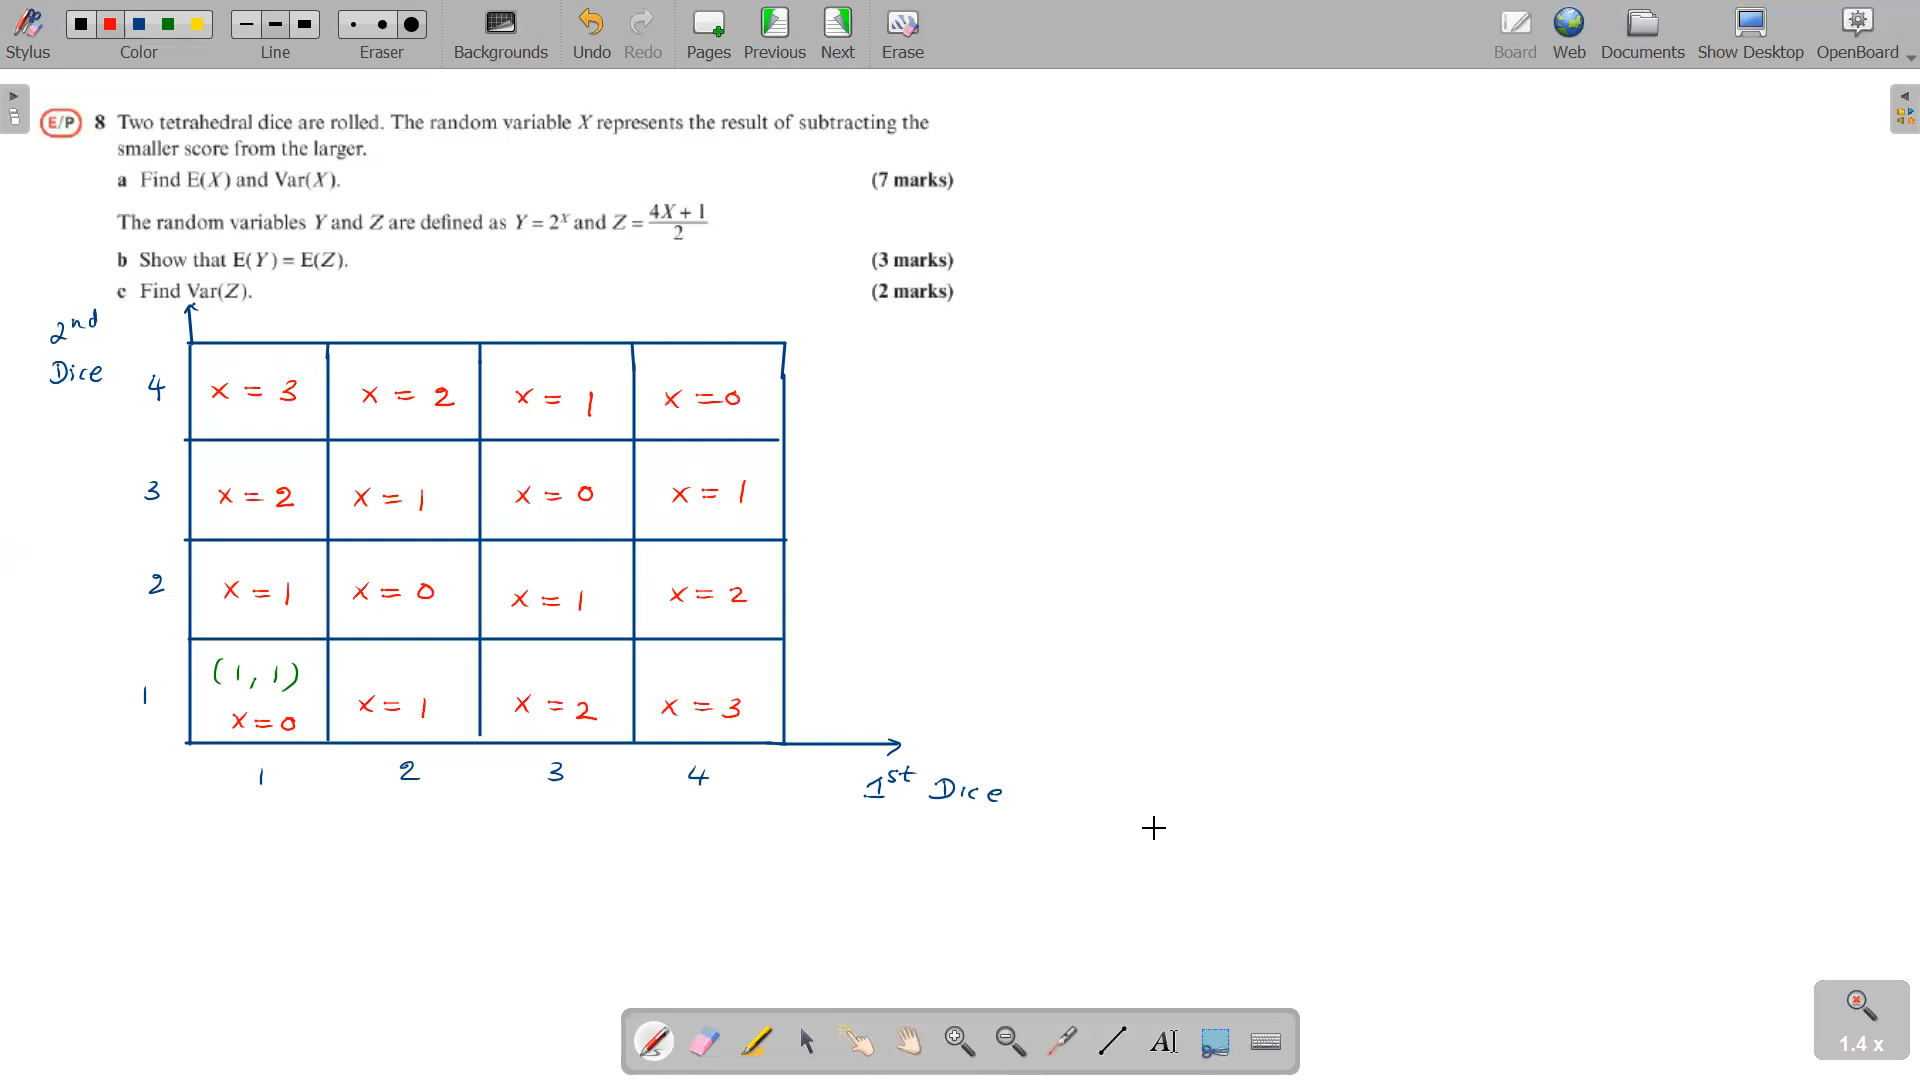 Stylus Color Line Eraser Backgrounds Undo Redo Pages Previous Next Erase Board Web Documents Show Desktop OpenBoard
E/P 8 Two tetrahedral dice are rolled. The random variable X represents the result of subtracting the
smaller score from the larger.
a Find E(X) and Var(X). (7 marks)
The random variables Y and Z are defined as Y = 2^X and Z = (4X + 1)/2
b Show that E(Y) = E(Z). (3 marks)
c Find Var(Z). (2 marks)
2nd
Dice
4 x = 3 x = 2 x = 1 x = 0
3 x = 2 x = 1 x = 0 x = 1
2 x = 1 x = 0 x = 1 x = 2
(1, 1)
1 x = 0 x = 1 x = 2 x = 3
1 2 3 4
1st Dice
AI
1.4 x